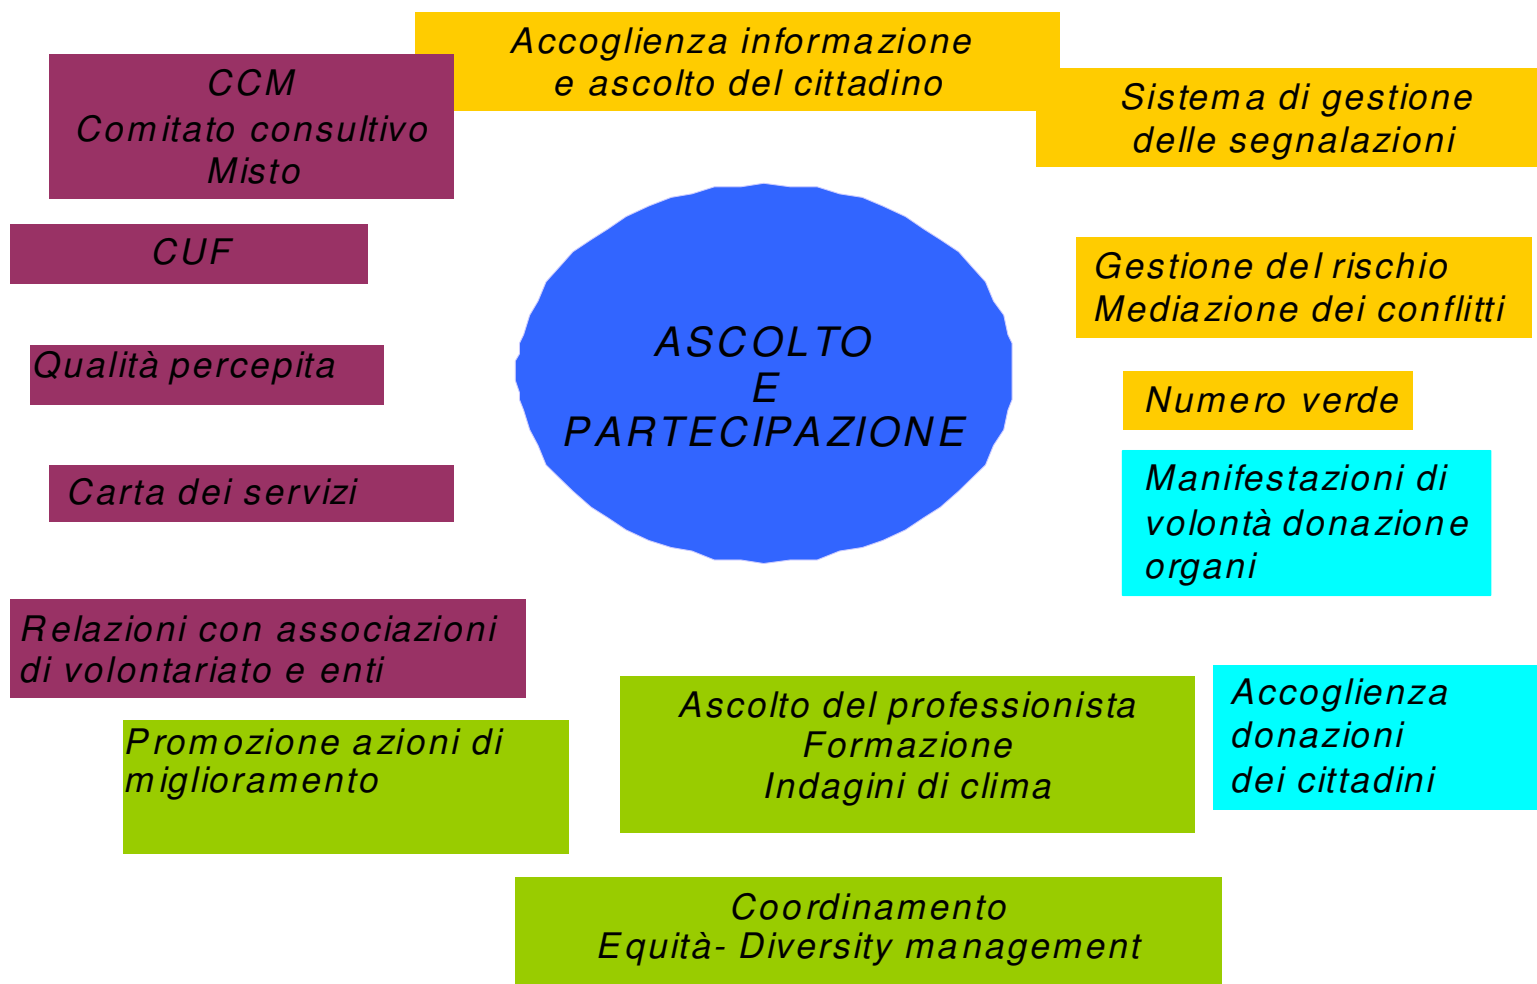 Accoglienza informazione
e ascolto del cittadino
CCM
Comitato consultivo
Misto
Sistema di gestione
delle segnalazioni
CUF
Gestione del rischio
Mediazione dei conflitti
ASCOLTO
E
PARTECIPAZIONE
Qualità percepita
Numero verde
Carta dei servizi
Manifestazioni di
volontà donazione
organi
Relazioni con associazioni
di volontariato e enti
Promozione azioni di
miglioramento
Ascolto del professionista
Formazione
Indagini di clima
Accoglienza
donazioni
dei cittadini
Coordinamento
Equità- Diversity management